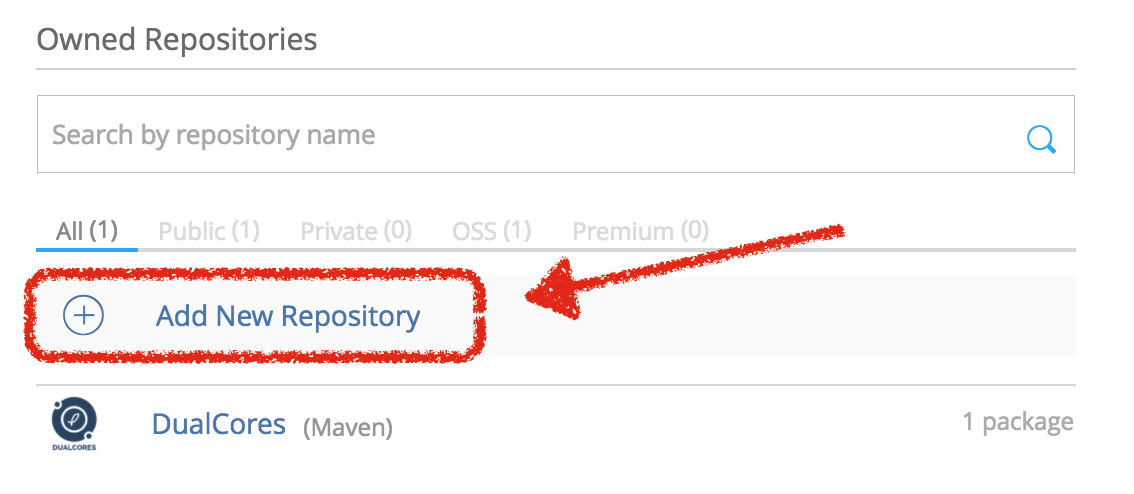 Owned Repositories
Search by repository name
All (1) Public (1) Private (0) OSS (1) Premium (0)
Add New Repository
DualCores (Maven) 1 package
DUALCORES